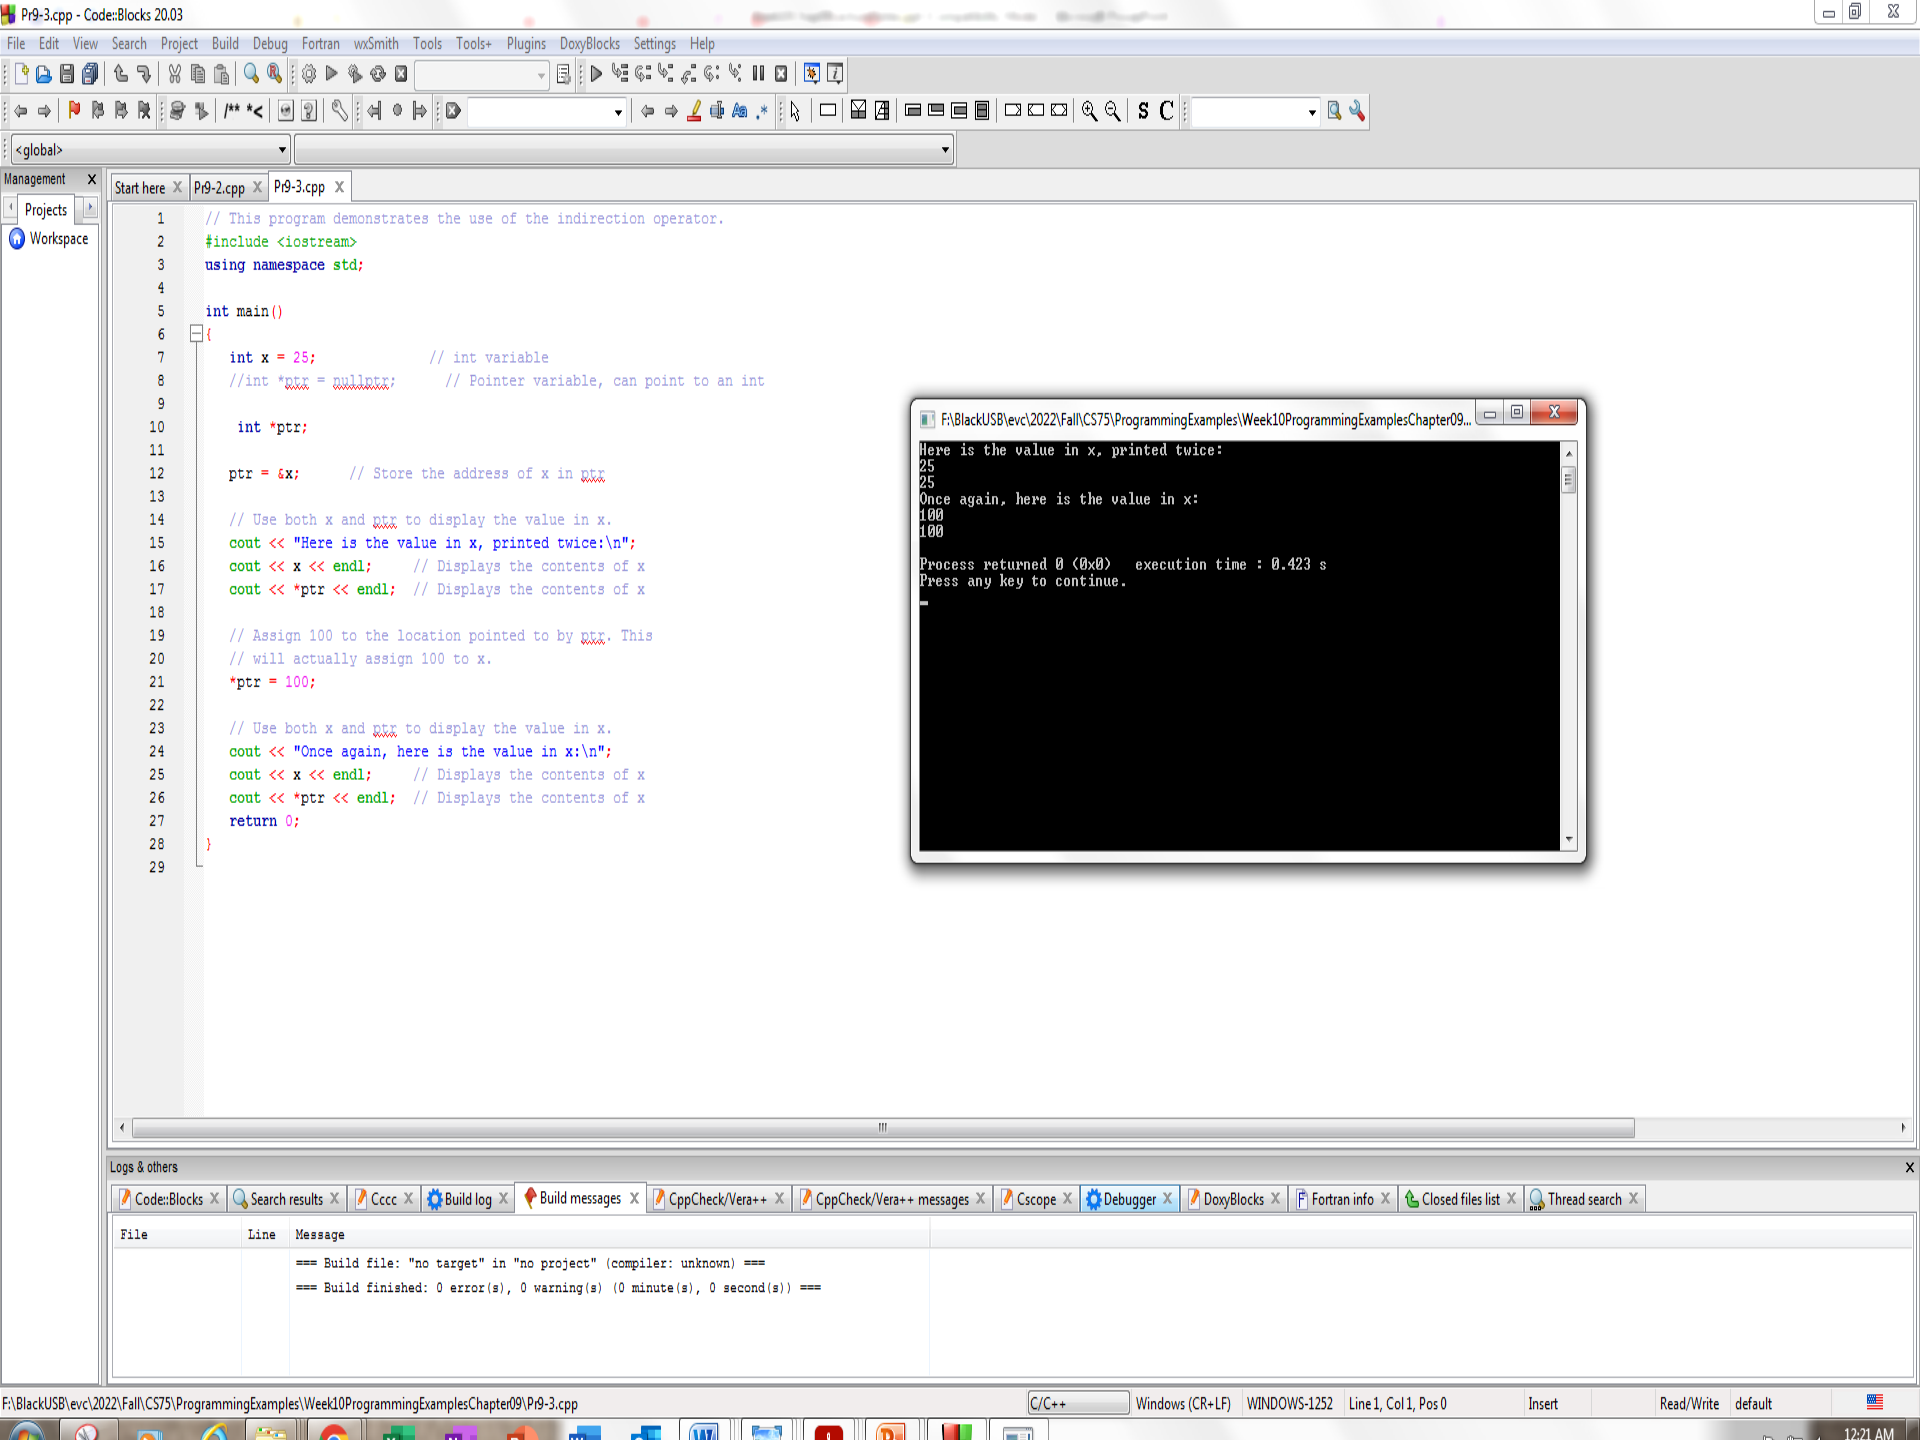 Pr9-3.cpp - Code::Blocks 20.03
File Edit View Search Project Build Debug Fortran wxSmith Tools Tools+ Plugins DoxyBlocks Settings Help
/** *<
S C
<global>
Management
Start here Pr9-2.cpp Pr9-3.cpp
Projects
Workspace
1 // This program demonstrates the use of the indirection operator.
2 #include <iostream>
3 using namespace std;
4
5 int main()
6 {
7 int x = 25; // int variable
8 //int *ptr = nullptr; // Pointer variable, can point to an int
9
10 int *ptr;
11
12 ptr = &x; // Store the address of x in ptr
13
14 // Use both x and ptr to display the value in x.
15 cout << "Here is the value in x, printed twice:\n";
16 cout << x << endl; // Displays the contents of x
17 cout << *ptr << endl; // Displays the contents of x
18
19 // Assign 100 to the location pointed to by ptr. This
20 // will actually assign 100 to x.
21 *ptr = 100;
22
23 // Use both x and ptr to display the value in x.
24 cout << "Once again, here is the value in x:\n";
25 cout << x << endl; // Displays the contents of x
26 cout << *ptr << endl; // Displays the contents of x
27 return 0;
28 }
29
F:\BlackUSB\evc\2022\Fall\CS75\ProgrammingExamples\Week10ProgrammingExamplesChapter09...
Here is the value in x, printed twice:
25
25
Once again, here is the value in x:
100
100
Process returned 0 (0x0) execution time : 0.423 s
Press any key to continue.
Logs & others
Code::Blocks Search results Cccc Build log Build messages CppCheck/Vera++ CppCheck/Vera++ messages Cscope Debugger DoxyBlocks Fortran info Closed files list Thread search
File Line Message
=== Build file: "no target" in "no project" (compiler: unknown) ===
=== Build finished: 0 error(s), 0 warning(s) (0 minute(s), 0 second(s)) ===
F:\BlackUSB\evc\2022\Fall\CS75\ProgrammingExamples\Week10ProgrammingExamplesChapter09\Pr9-3.cpp C/C++ Windows (CR+LF) WINDOWS-1252 Line 1, Col 1, Pos 0 Insert Read/Write default
12:21 AM